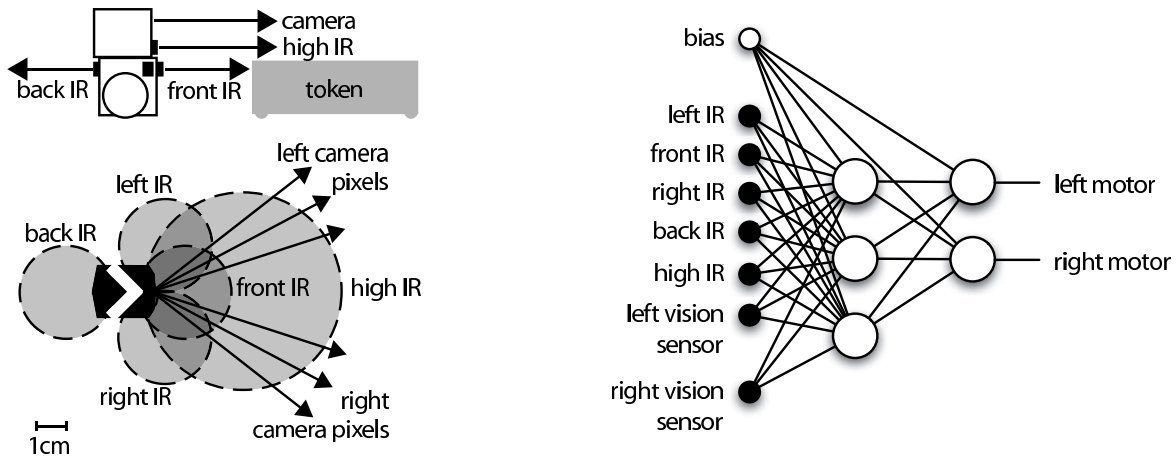 camera
high IR
back IR
front IR
token
left camera
pixels
left IR
back IR
front IR
high IR
right IR
right
camera pixels
1cm
bias
left IR
front IR
right IR
back IR
high IR
left vision
sensor
right vision
sensor
left motor
right motor